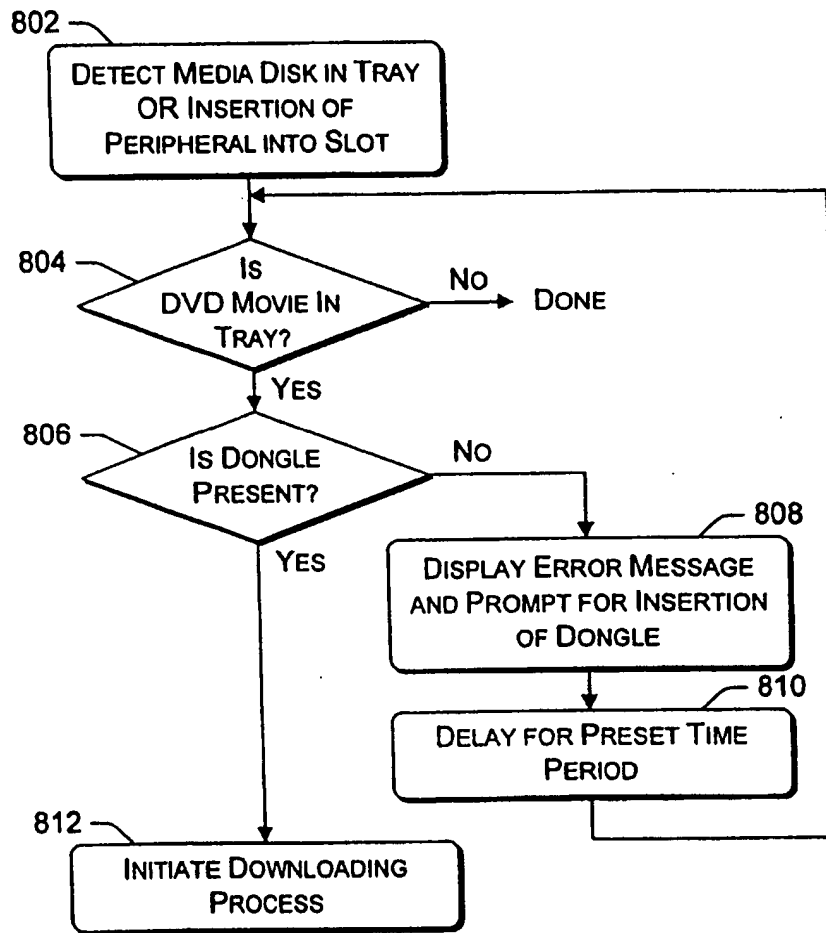 802
DETECT MEDIA DISK IN TRAY
OR INSERTION OF
PERIPHERAL INTO SLOT
804
IS
DVD MOVIE IN
TRAY?
NO
DONE
YES
806
IS DONGLE
PRESENT?
NO
YES
808
DISPLAY ERROR MESSAGE
AND PROMPT FOR INSERTION
OF DONGLE
810
DELAY FOR PRESET TIME
PERIOD
812
INITIATE DOWNLOADING
PROCESS